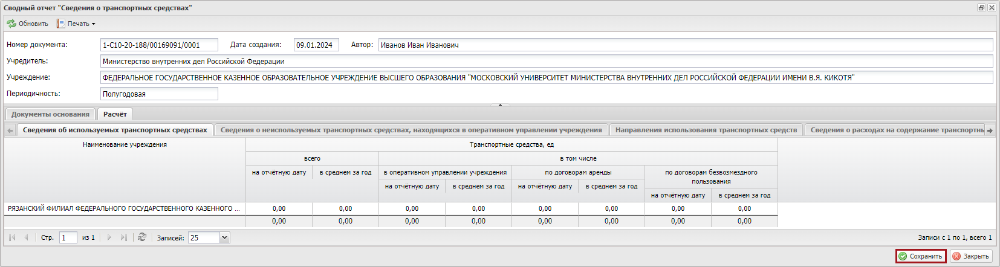 Сводный отчет "Сведения о транспортных средствах"
Обновить Печать
Номер документа: 1-С10-20-188/00169091/0001 Дата создания: 09.01.2024 Автор: Иванов Иван Иванович
Учредитель: Министерство внутренних дел Российской Федерации
Учреждение: ФЕДЕРАЛЬНОЕ ГОСУДАРСТВЕННОЕ КАЗЕННОЕ ОБРАЗОВАТЕЛЬНОЕ УЧРЕЖДЕНИЕ ВЫСШЕГО ОБРАЗОВАНИЯ "МОСКОВСКИЙ УНИВЕРСИТЕТ МИНИСТЕРСТВА ВНУТРЕННИХ ДЕЛ РОССИЙСКОЙ ФЕДЕРАЦИИ ИМЕНИ В.Я. КИКОТЯ"
Периодичность: Полугодовая
Документы основания Расчёт
Сведения об используемых транспортных средствах Сведения о неиспользуемых транспортных средствах, находящихся в оперативном управлении учреждения Направления использования транспортных средств Сведения о расходах на содержание транспортны
Наименование учреждения Транспортные средства, ед
всего в том числе
на отчётную дату в среднем за год в оперативном управлении учреждения по договорам аренды по договорам безвозмездного пользования
на отчётную дату в среднем за год на отчётную дату в среднем за год
на отчётную дату в среднем за год
РЯЗАНСКИЙ ФИЛИАЛ ФЕДЕРАЛЬНОГО ГОСУДАРСТВЕННОГО КАЗЕННОГО ... 0,00 0,00 0,00 0,00 0,00 0,00 0,00 0,00
0,00 0,00 0,00 0,00 0,00 0,00 0,00 0,00
Стр. 1 из 1 Записей: 25 Записи с 1 по 1, всего 1
Сохранить Закрыть